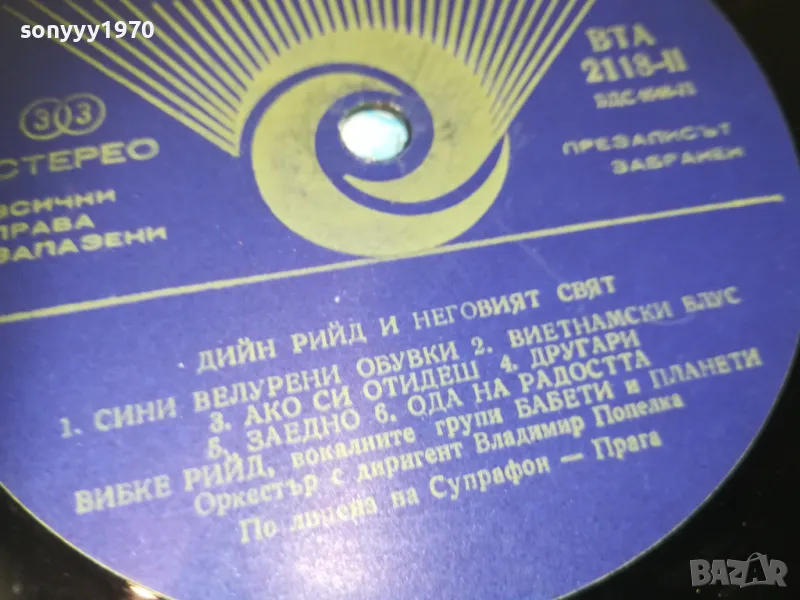 sonyyy1970
ВТА
2118-II
33
СТЕРЕО
ВСИЧКИ
ПРАВА
ЗАПАЗЕНИ
ПРЕЗАПИСЪТ
ЗАБРАНЕН
ДИЙН РИЙД И НЕГОВИЯТ СВЯТ
1. СИНИ ВЕЛУРЕНИ ОБУВКИ 2. ВИЕТНАМСКИ БЛУС
3. АКО СИ ОТИДЕШ 4. ДРУГАРИ
5. ЗАЕДНО 6. ОДА НА РАДОСТТА
ВИБКЕ РИЙД, вокалните групи БАБЕТИ и ПЛАНЕТИ
Оркестър с диригент Владимир Попелка
По лиценз на Супрафон — Прага
BAZAR